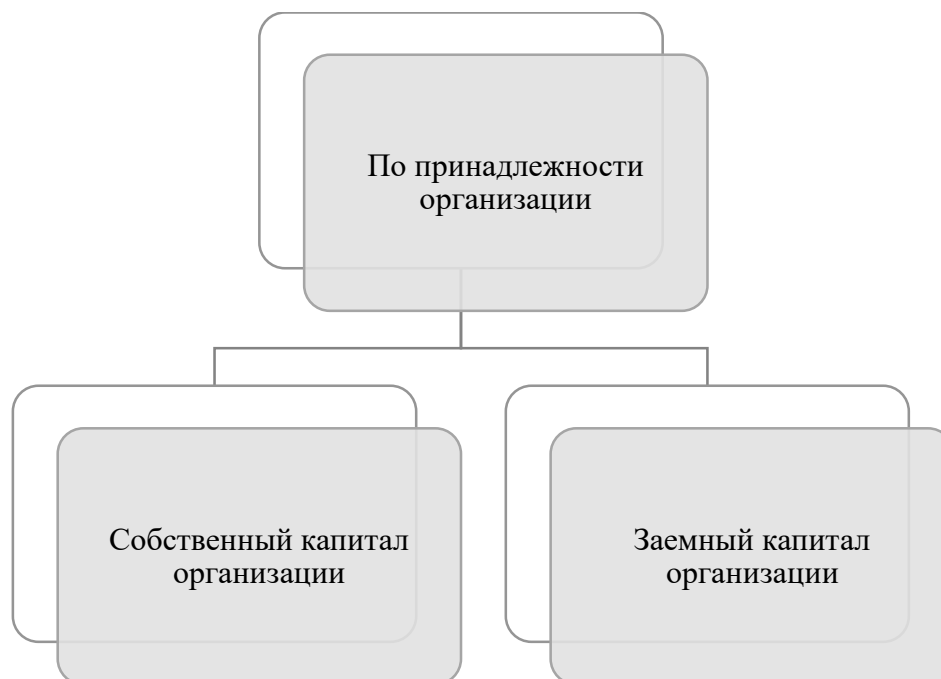 По принадлежности
организации
Собственный капитал
организации
Заемный капитал
организации